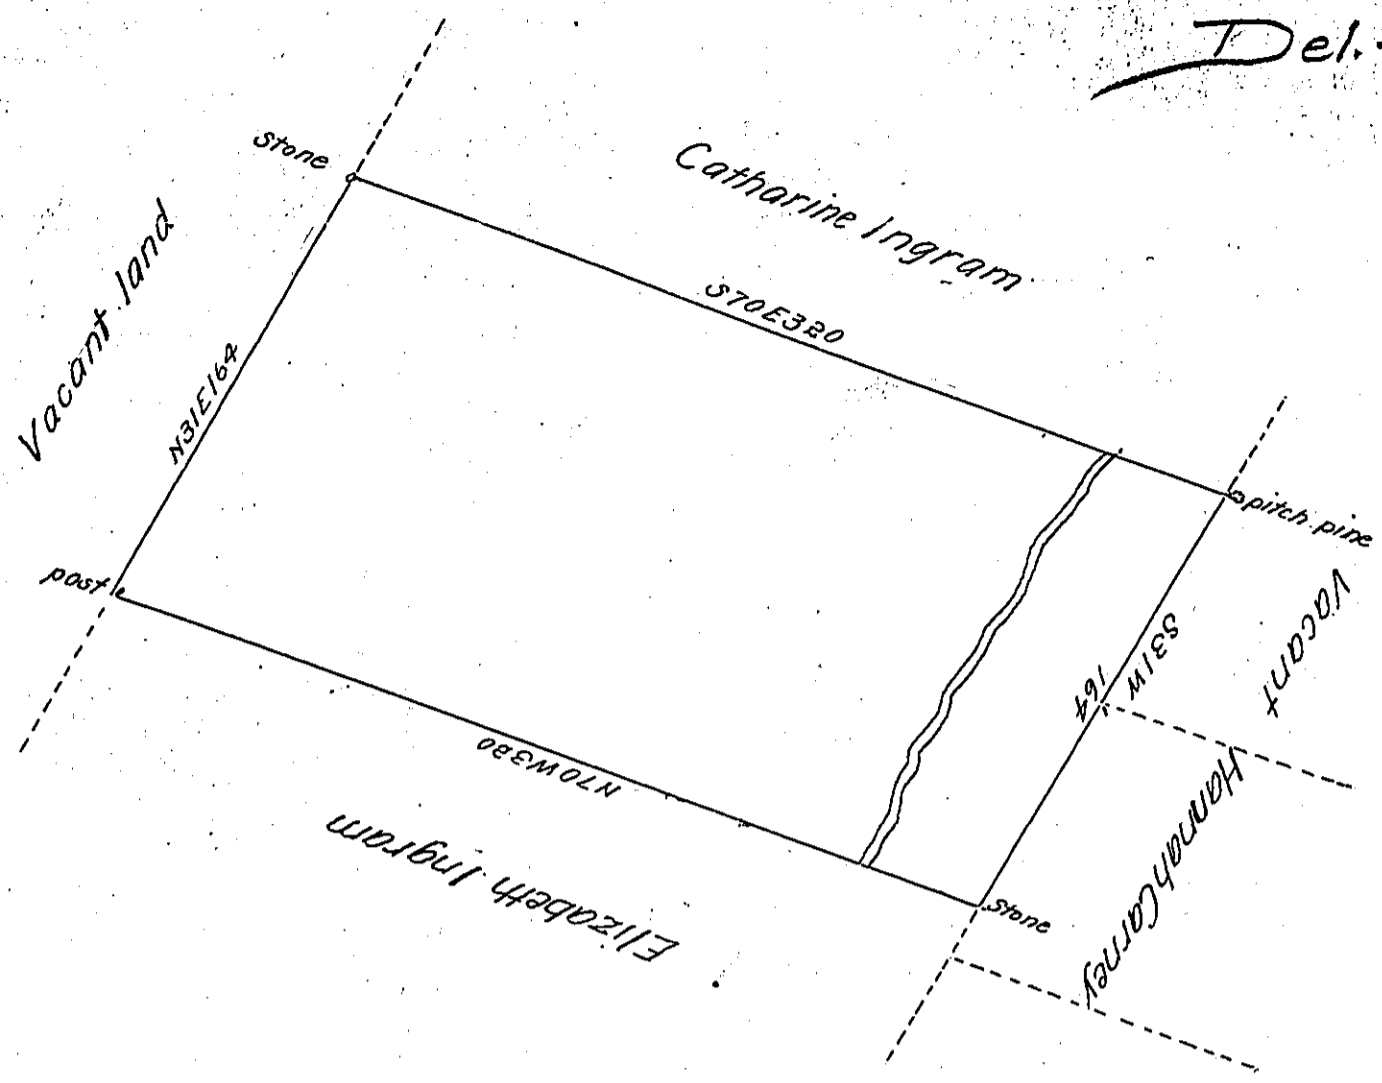 Del.
Stone
Catharine Ingram
Vacant land
S70E320
N31E164
pitch pine
post
Vacant
S31W
164
N70W320
Hannah Carney
Elizabeth Ingram
Stone